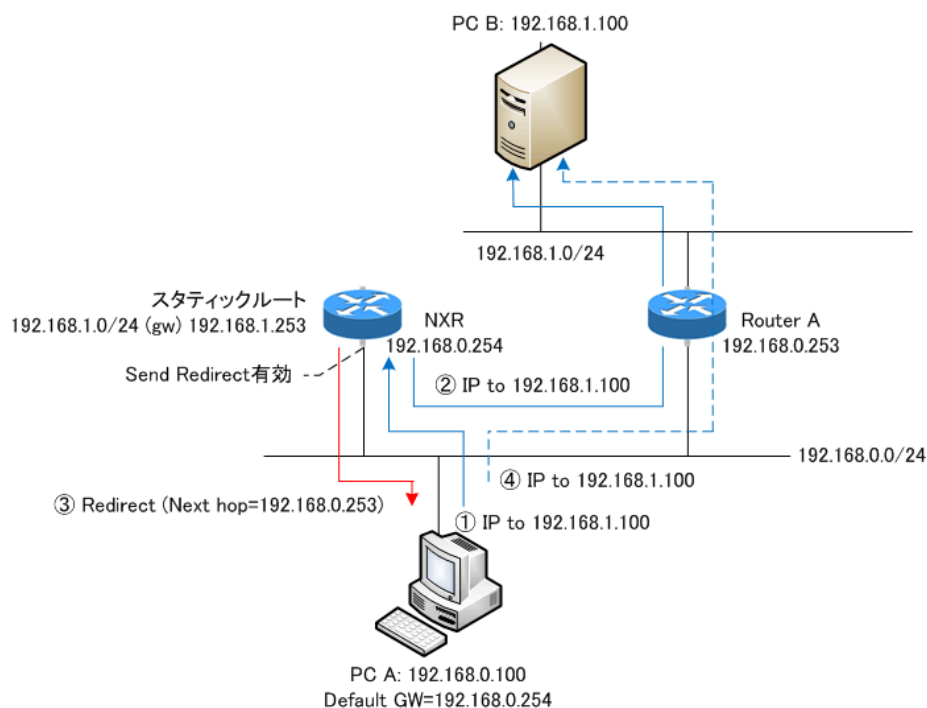 PC B: 192.168.1.100
192.168.1.0/24
スタティックルート
192.168.1.0/24 (gw) 192.168.1.253
NXR
192.168.0.254
Router A
192.168.0.253
Send Redirect有効
② IP to 192.168.1.100
192.168.0.0/24
③ Redirect (Next hop=192.168.0.253)
④ IP to 192.168.1.100
① IP to 192.168.1.100
PC A: 192.168.0.100
Default GW=192.168.0.254